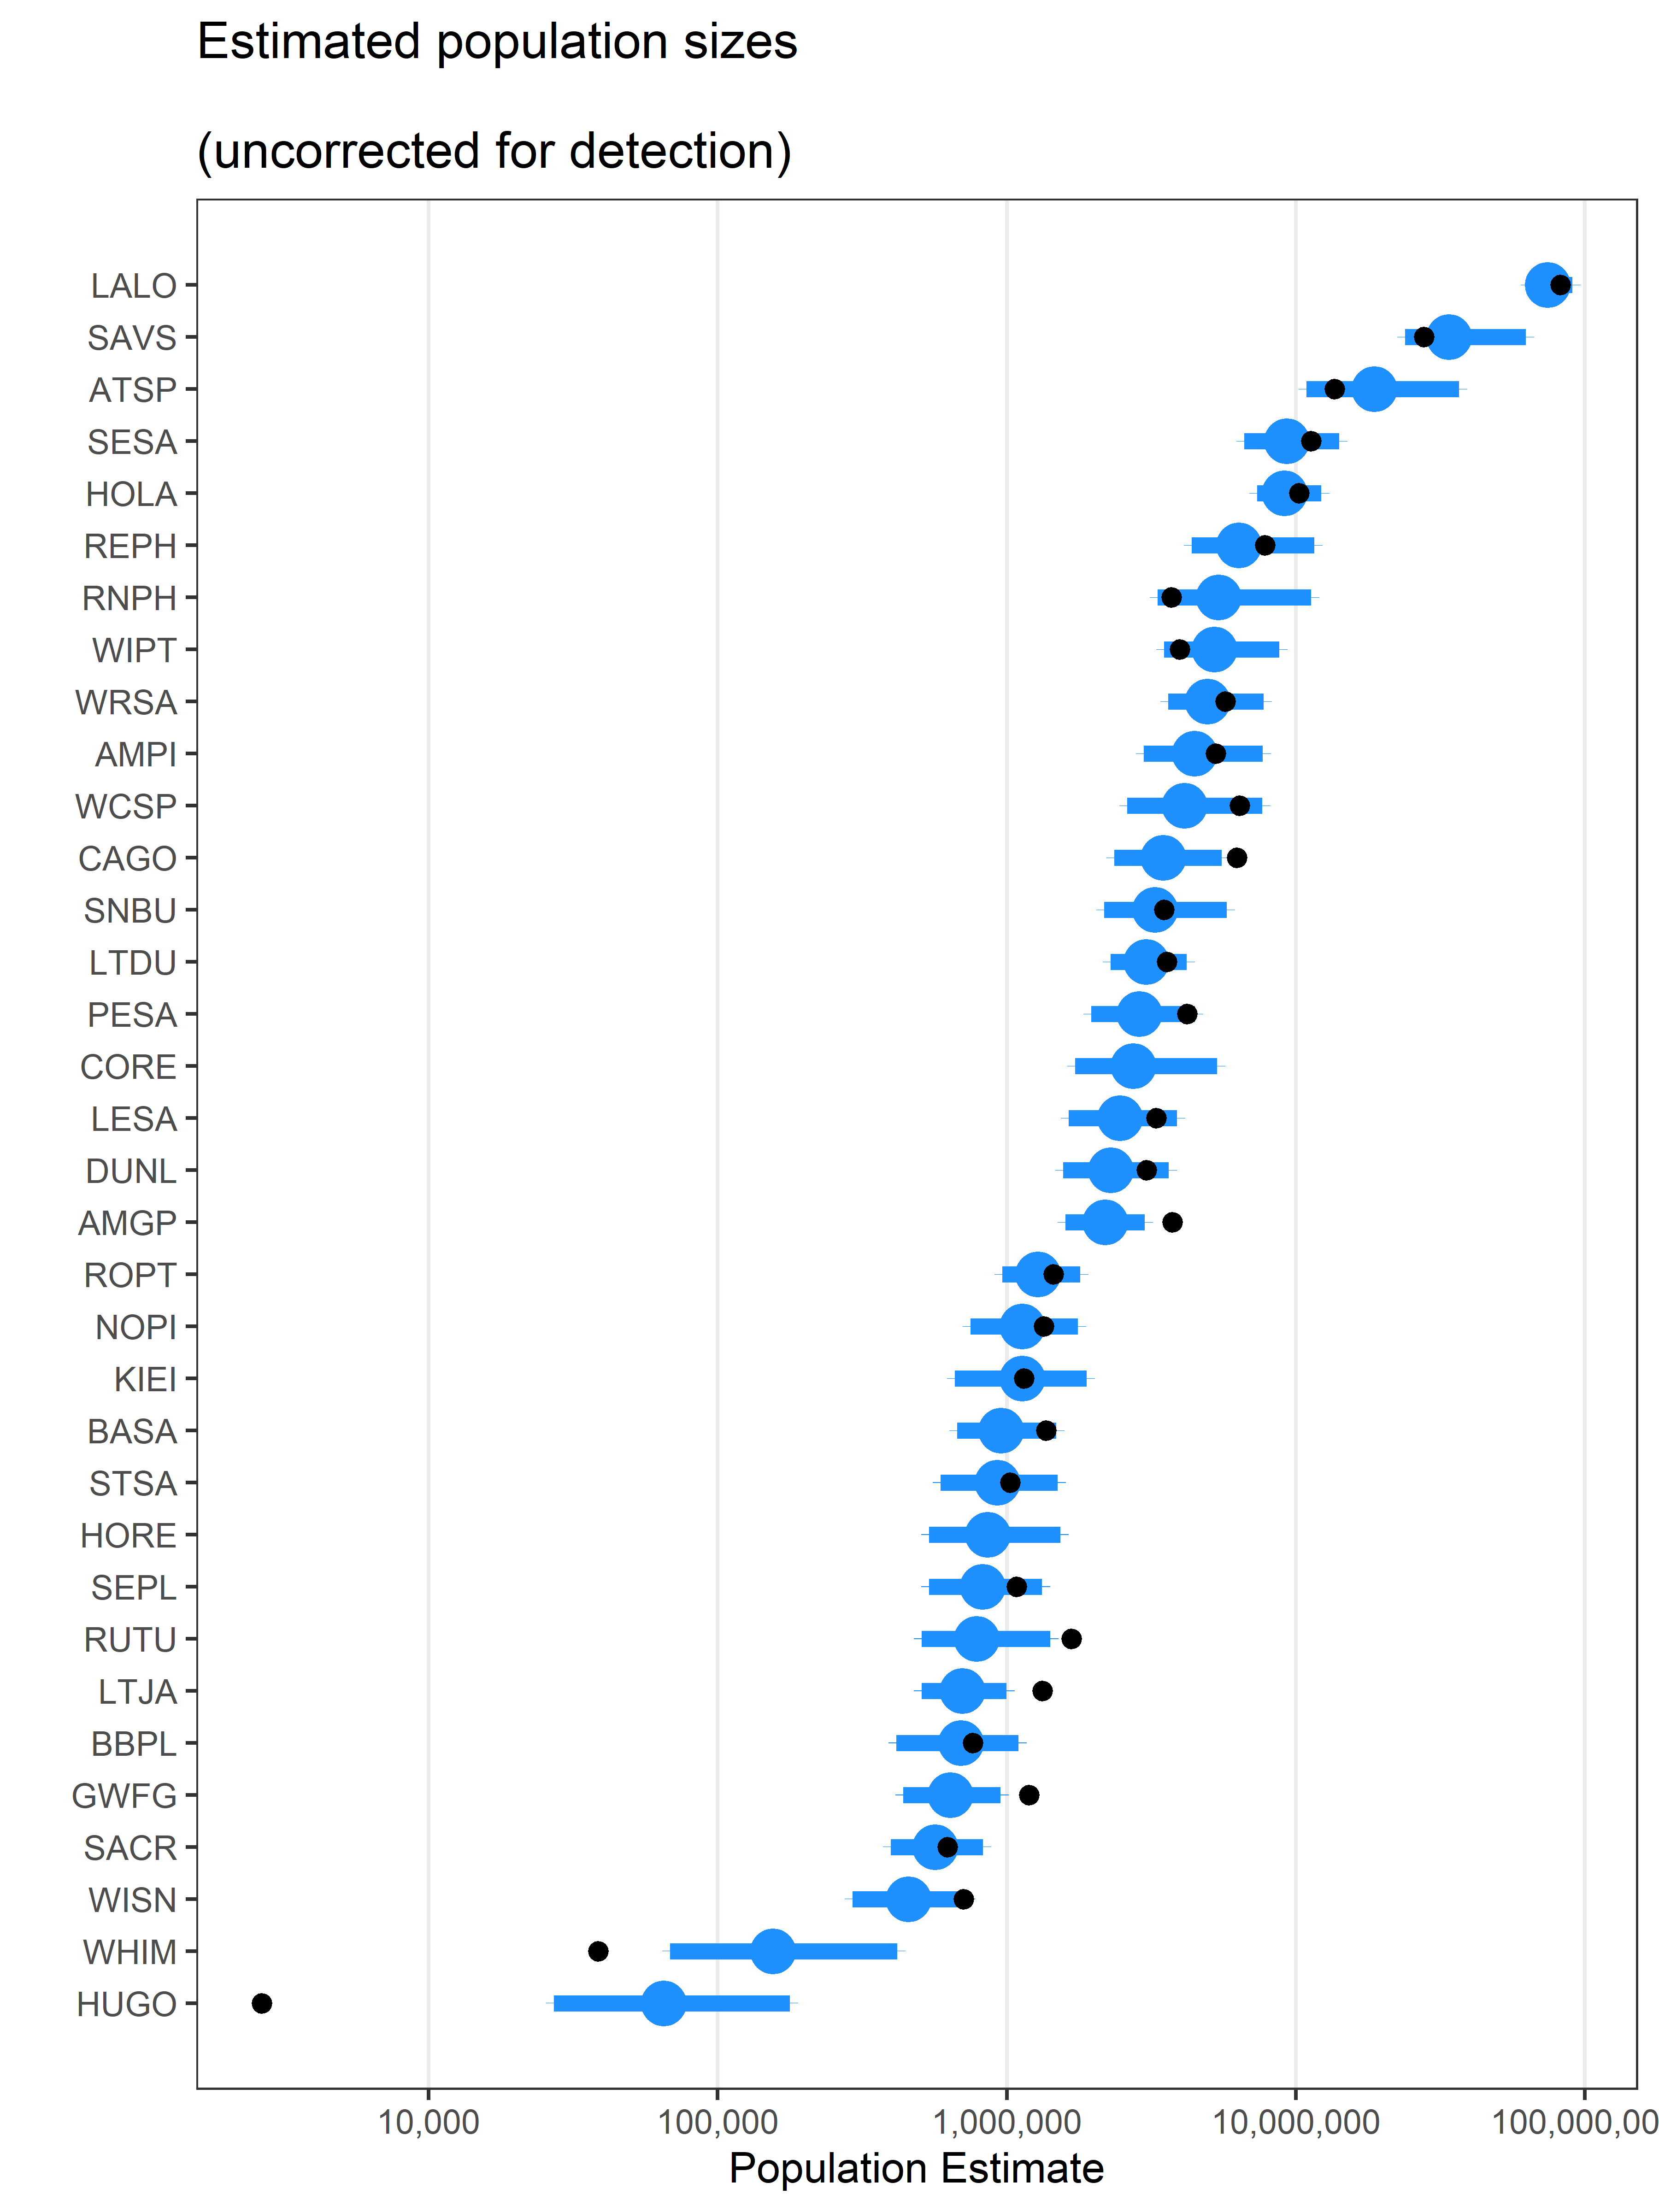 Estimated population sizes
(uncorrected for detection)
LALO
SAVS
ATSP
SESA
HOLA
REPH
RNPH
WIPT
WRSA
AMPI
WCSP
CAGO
SNBU
LTDU
PESA
CORE
LESA
DUNL
AMGP
ROPT
NOPI
KIEI
BASA
STSA
HORE
SEPL
RUTU
LTJA
BBPL
GWFG
SACR
WISN
WHIM
HUGO
10,000 100,000 1,000,000 10,000,000 100,000,00
Population Estimate